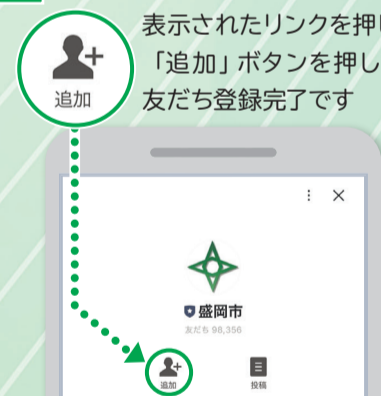 表示されたリンクを押し
「追加」ボタンを押し
友だち登録完了です
追加
盛岡市
友だち 98,356
追加
投稿